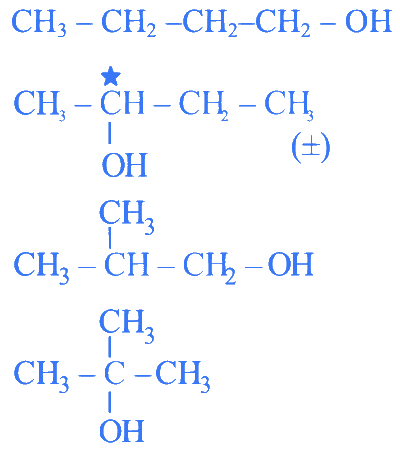 CH₃ – CH₂ –CH₂–CH₂ – OH
★
CH₃ – CH – CH₂ – CH₃
OH (±)
CH₃
CH₃ – CH – CH₂ – OH
CH₃
CH₃ – C – CH₃
OH